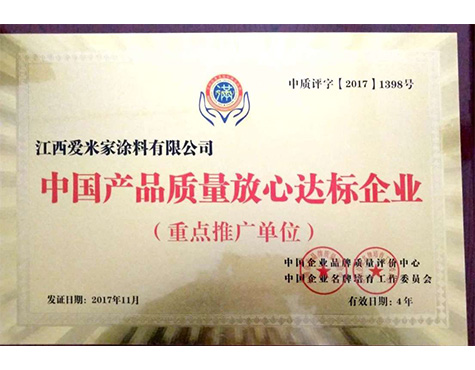 中质评字【2017】1398号
江西爱米家涂料有限公司
中国产品质量放心达标企业
（重点推广单位）
中国企业品牌质量评价中心
中国企业名牌培育工作委员会
发证日期：2017年11月
有效日期：4年